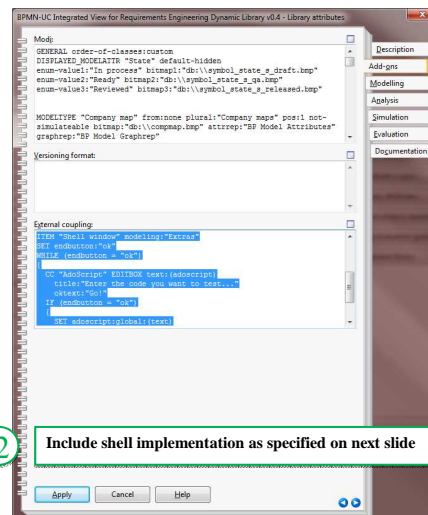 BPMN-UC Integrated View for Requirements Engineering Dynamic Library v0.4 - Library attributes
Modi:
GENERAL order-of-classes:custom
DISPLAYED_MODELATTR "State" default-hidden
enum-value1:"In process" bitmap1:"db:\\symbol_state_s_draft.bmp"
enum-value2:"Ready" bitmap2:"db:\\symbol_state_s_qa.bmp"
enum-value3:"Reviewed" bitmap3:"db:\\symbol_state_s_released.bmp"
MODELTYPE "Company map" from:none plural:"Company maps" pos:1 not-
simulateable bitmap:"db:\\compmap.bmp" attrrep:"BP Model Attributes"
graphrep:"BP Model Graphrep"
Versioning format:
External coupling:
ITEM "Shell window" modeling:"Extras"
SET endbutton:"ok"
WHILE (endbutton = "ok")
{
CC "AdoScript" EDITBOX text:(adoscript)
title:"Enter the code you want to test..."
oktext:"Go!"
IF (endbutton = "ok")
{
SET adoscript:global:(text)
Description
Add-ons
Modelling
Analysis
Simulation
Evaluation
Documentation
2
Include shell implementation as specified on next slide
Apply
Cancel
Help